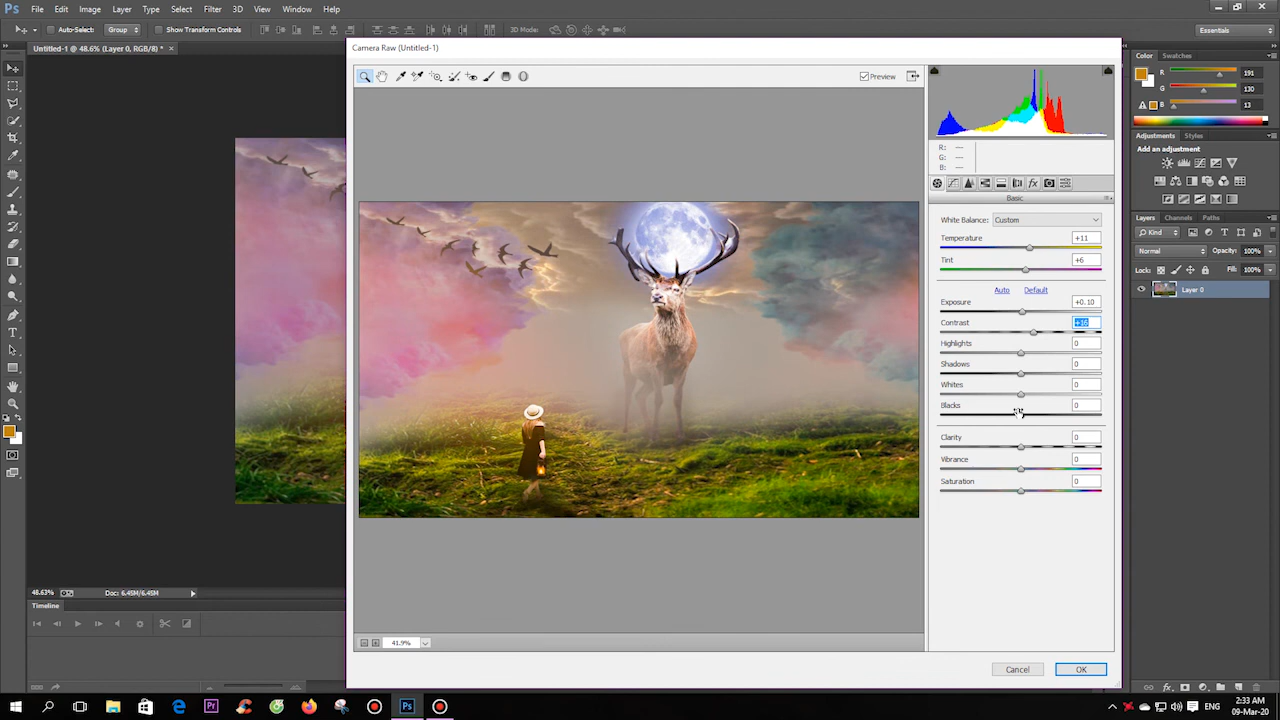 Ps File Edit Image Layer Type Select Filter 3D View Window Help
Auto-Select: Group Show Transform Controls 3D Mode: Essentials
Untitled-1 @ 48.6% (Layer 0, RGB/8) * ×
Camera Raw (Untitled-1)
Preview
R: ---
G: ---
B: ---
Basic
White Balance: Custom
Temperature +11
Tint +6
Auto Default
Exposure +0.10
Contrast +16
Highlights 0
Shadows 0
Whites 0
Blacks 0
Clarity 0
Vibrance 0
Saturation 0
41.9%
Cancel OK
Color Swatches
R 191
G 130
B 13
Adjustments Styles
Add an adjustment
Layers Channels Paths
Kind
Normal Opacity: 100%
Locks: Fill: 100%
Layer 0
48.63% Doc: 6.45M/6.45M
Timeline
Pr Ps ENG
2:33 AM
09-Mar-20